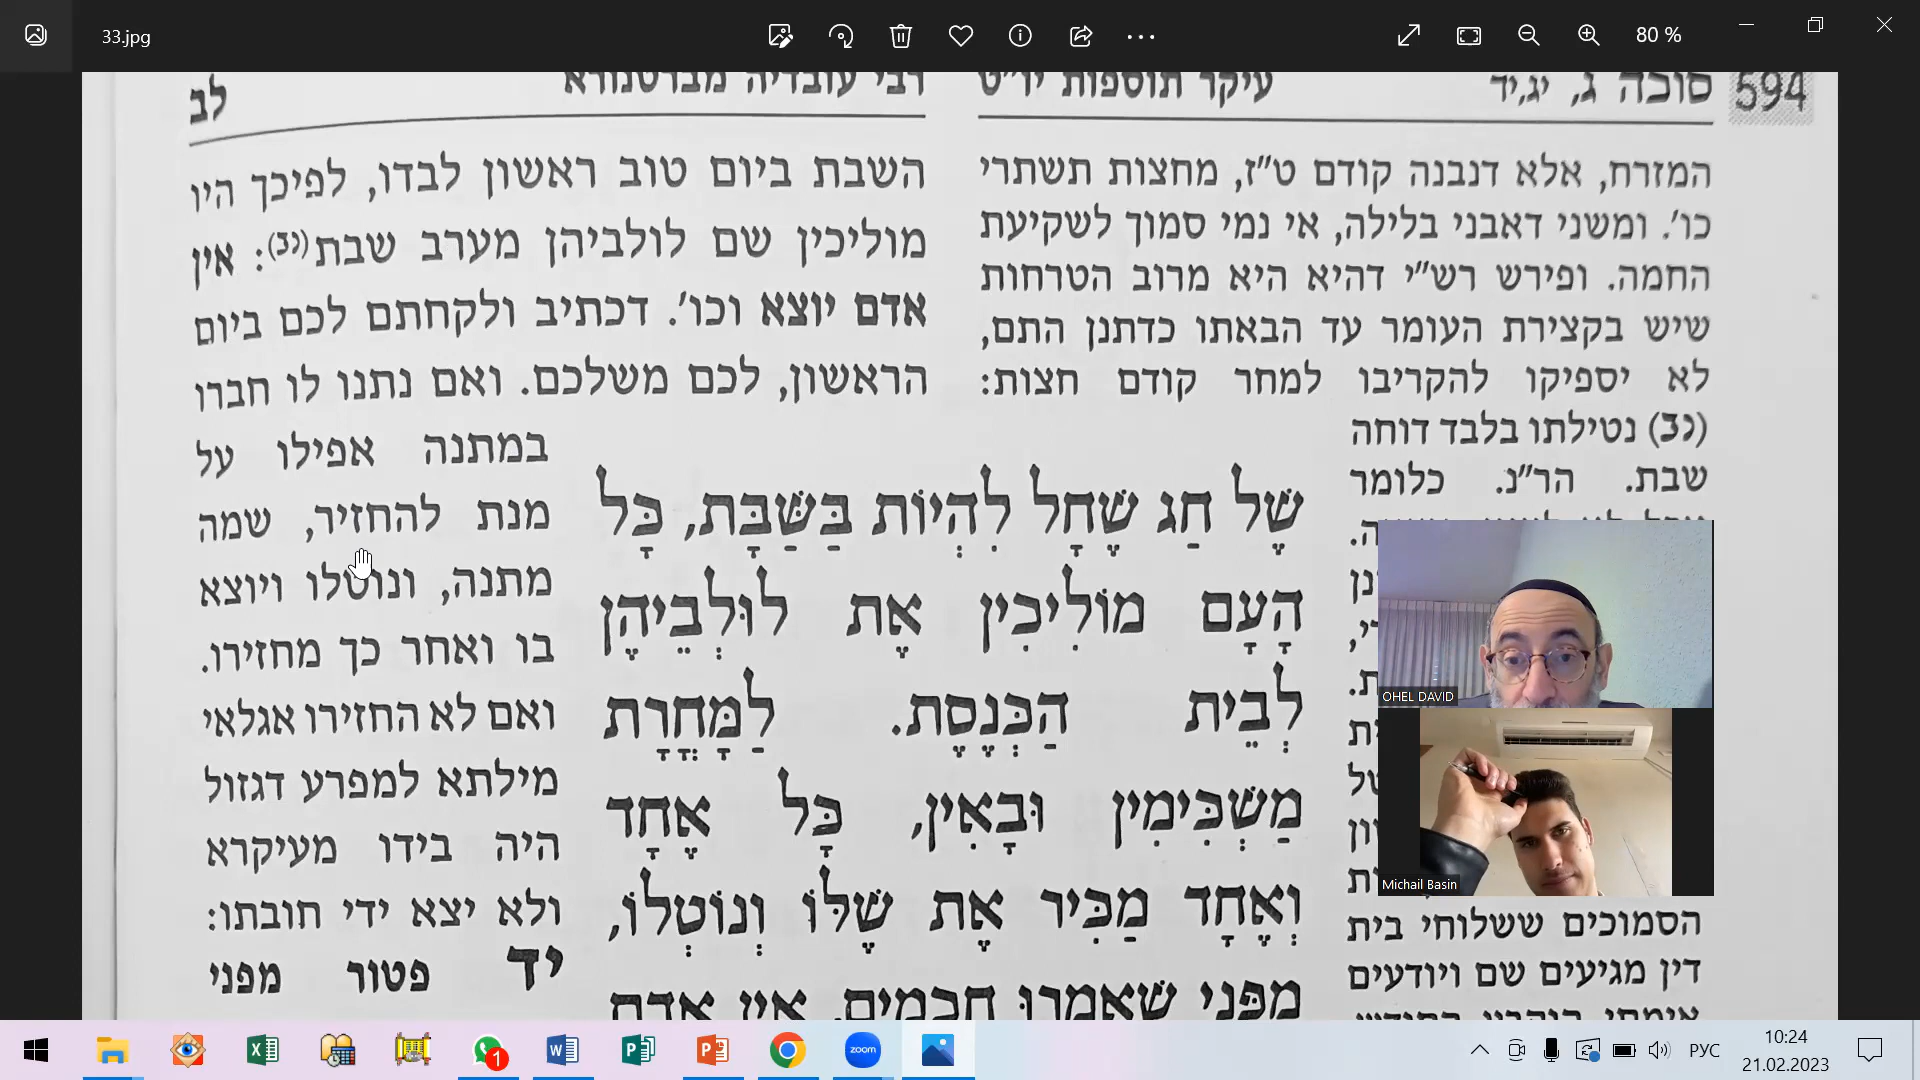 33.jpg
80 %
594
סוכה ג, יג,יד
עיקר תוספות יו״ט
רבי עובדיה מברטנורא
לב
המזרח, אלא דנבנה קודם ט״ז, מחצות תשתרי
כו׳. ומשני דאבני בלילה, אי נמי סמוך לשקיעת
החמה. ופירש רש״י דהיא היא מרוב הטרחות
שיש בקצירת העומר עד הבאתו כדתנן התם,
לא יספיקו להקריבו למחר קודם חצות:
(נב) נטילתו בלבד דוחה
שבת. הר״נ. כלומר
הסמוכים ששלוחי בית
דין מגיעים שם ויודעים
השבת ביום טוב ראשון לבדו, לפיכך היו
מוליכין שם לולביהן מערב שבת(נב): אין
אדם יוצא וכו׳. דכתיב ולקחתם לכם ביום
הראשון, לכם משלכם. ואם נתנו לו חברו
במתנה אפילו על
מנת להחזיר, שמה
מתנה, ונוטלו ויוצא
בו ואחר כך מחזירו.
ואם לא החזירו אגלאי
מילתא למפרע דגזול
היה בידו מעיקרא
ולא יצא ידי חובתו:
יד פטור מפני
שֶׁל חַג שֶׁחָל לִהְיוֹת בַּשַּׁבָּת, כָּל
הָעָם מוֹלִיכִין אֶת לוּלְבֵיהֶן
לְבֵית הַכְּנֶסֶת. לַמָּחֳרָת
מַשְׁכִּימִין וּבָאִין, כָּל אֶחָד
וְאֶחָד מַכִּיר אֶת שֶׁלּוֹ וְנוֹטְלוֹ,
מִפְּנֵי שֶׁאָמְרוּ חֲכָמִים, אֵין אָדָם
OHEL DAVID
Michail Basin
1
zoom
РУС
10:24
21.02.2023